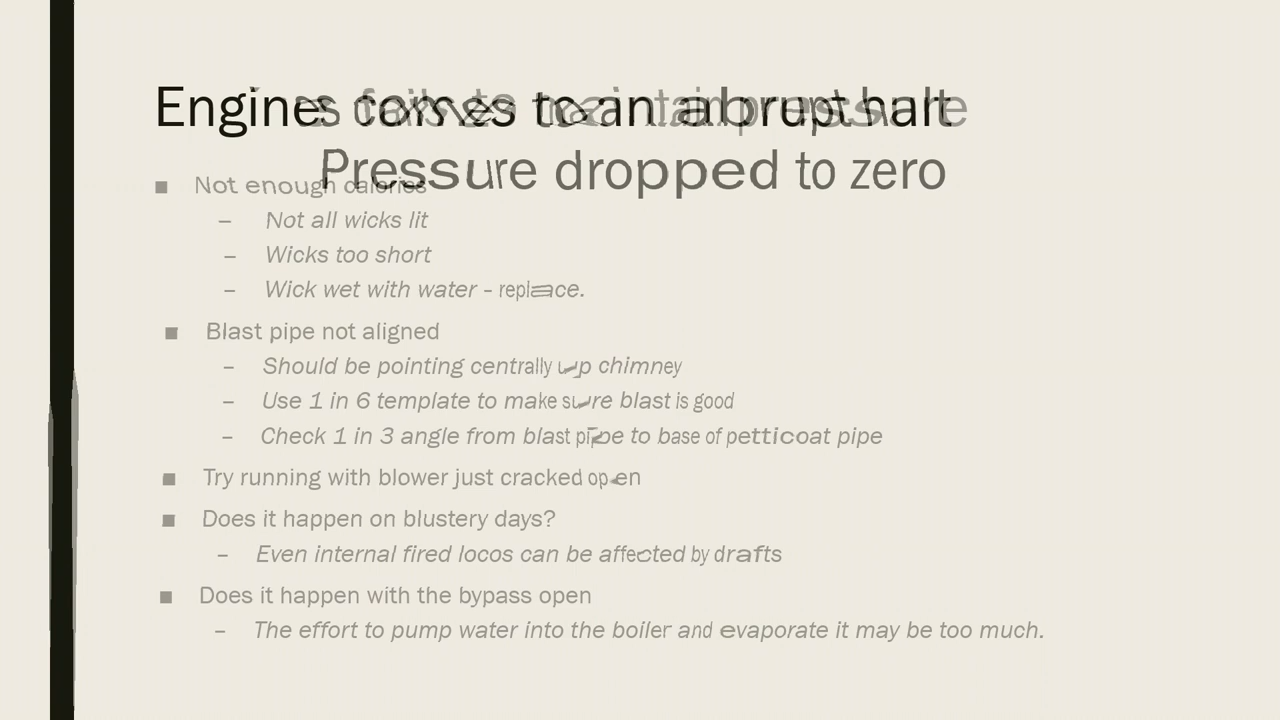 Engines comes to an abrupt halt
Pressure dropped to zero
■ Not enough calories
– Not all wicks lit
– Wicks too short
– Wick wet with water - replace.
■ Blast pipe not aligned
– Should be pointing centrally up chimney
– Use 1 in 6 template to make sure blast is good
– Check 1 in 3 angle from blast pipe to base of petticoat pipe
■ Try running with blower just cracked open
■ Does it happen on blustery days?
– Even internal fired locos can be affected by drafts
■ Does it happen with the bypass open
– The effort to pump water into the boiler and evaporate it may be too much.